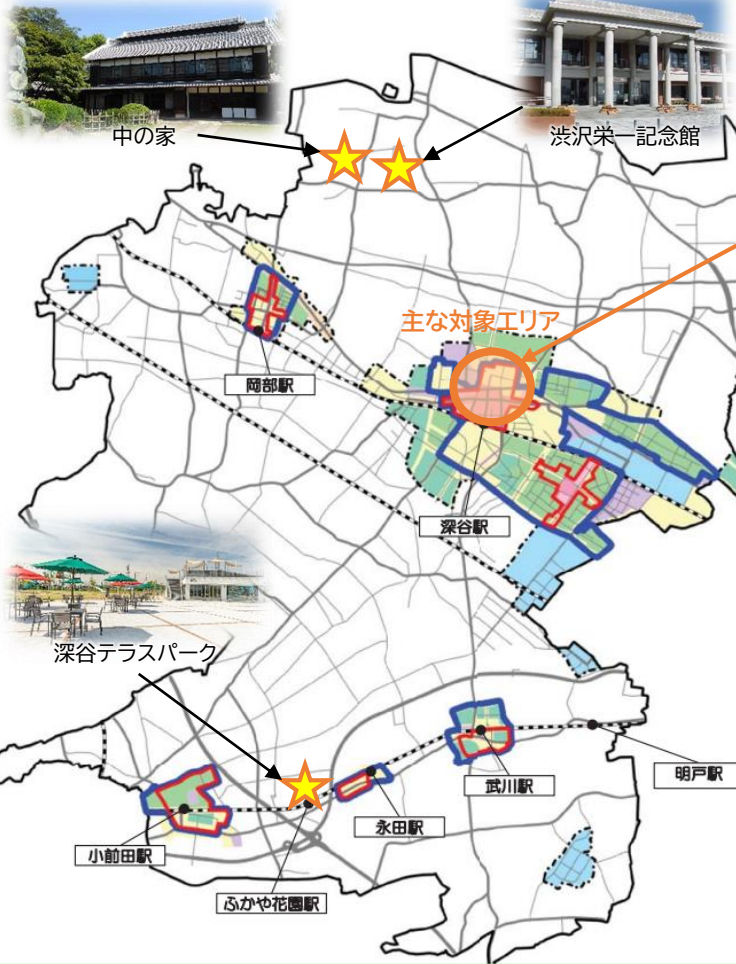 中の家
渋沢栄一記念館
主な対象エリア
岡部駅
深谷駅
深谷テラスパーク
武川駅
明戸駅
永田駅
小前田駅
ふかや花園駅